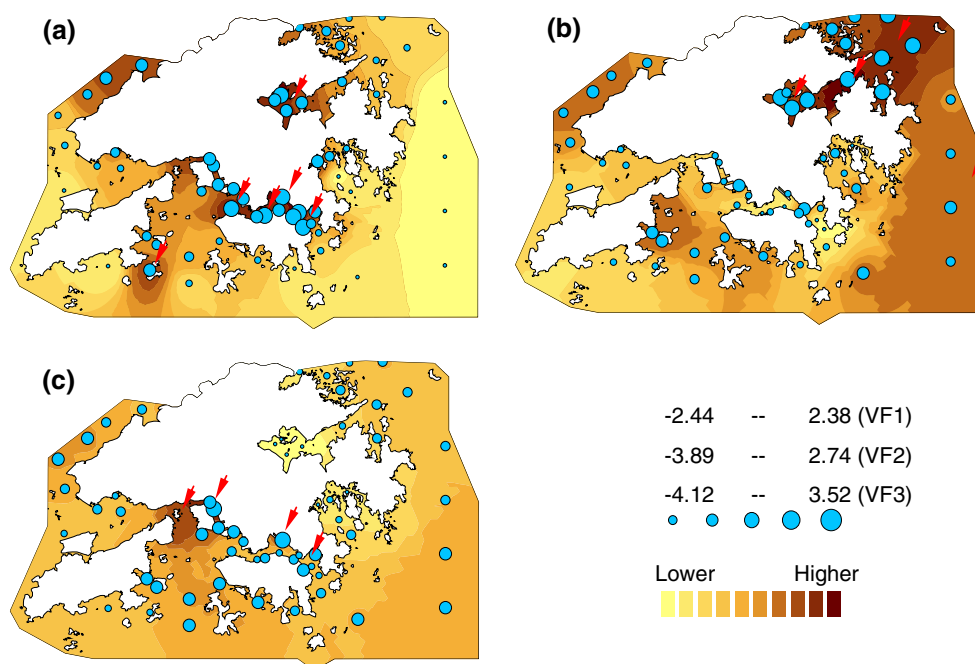 (a)
(b)
(c)
-2.44 -- 2.38 (VF1)
-3.89 -- 2.74 (VF2)
-4.12 -- 3.52 (VF3)
Lower Higher